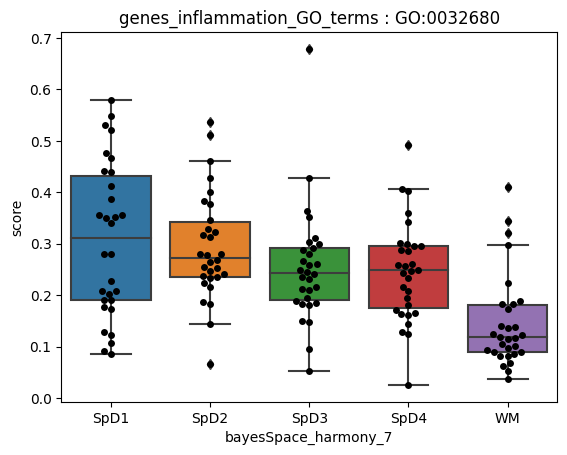 genes_inflammation_GO_terms : GO:0032680
0.7
0.6
0.5
0.4
0.3
0.2
0.1
0.0
score
SpD1 SpD2 SpD3 SpD4 WM
bayesSpace_harmony_7